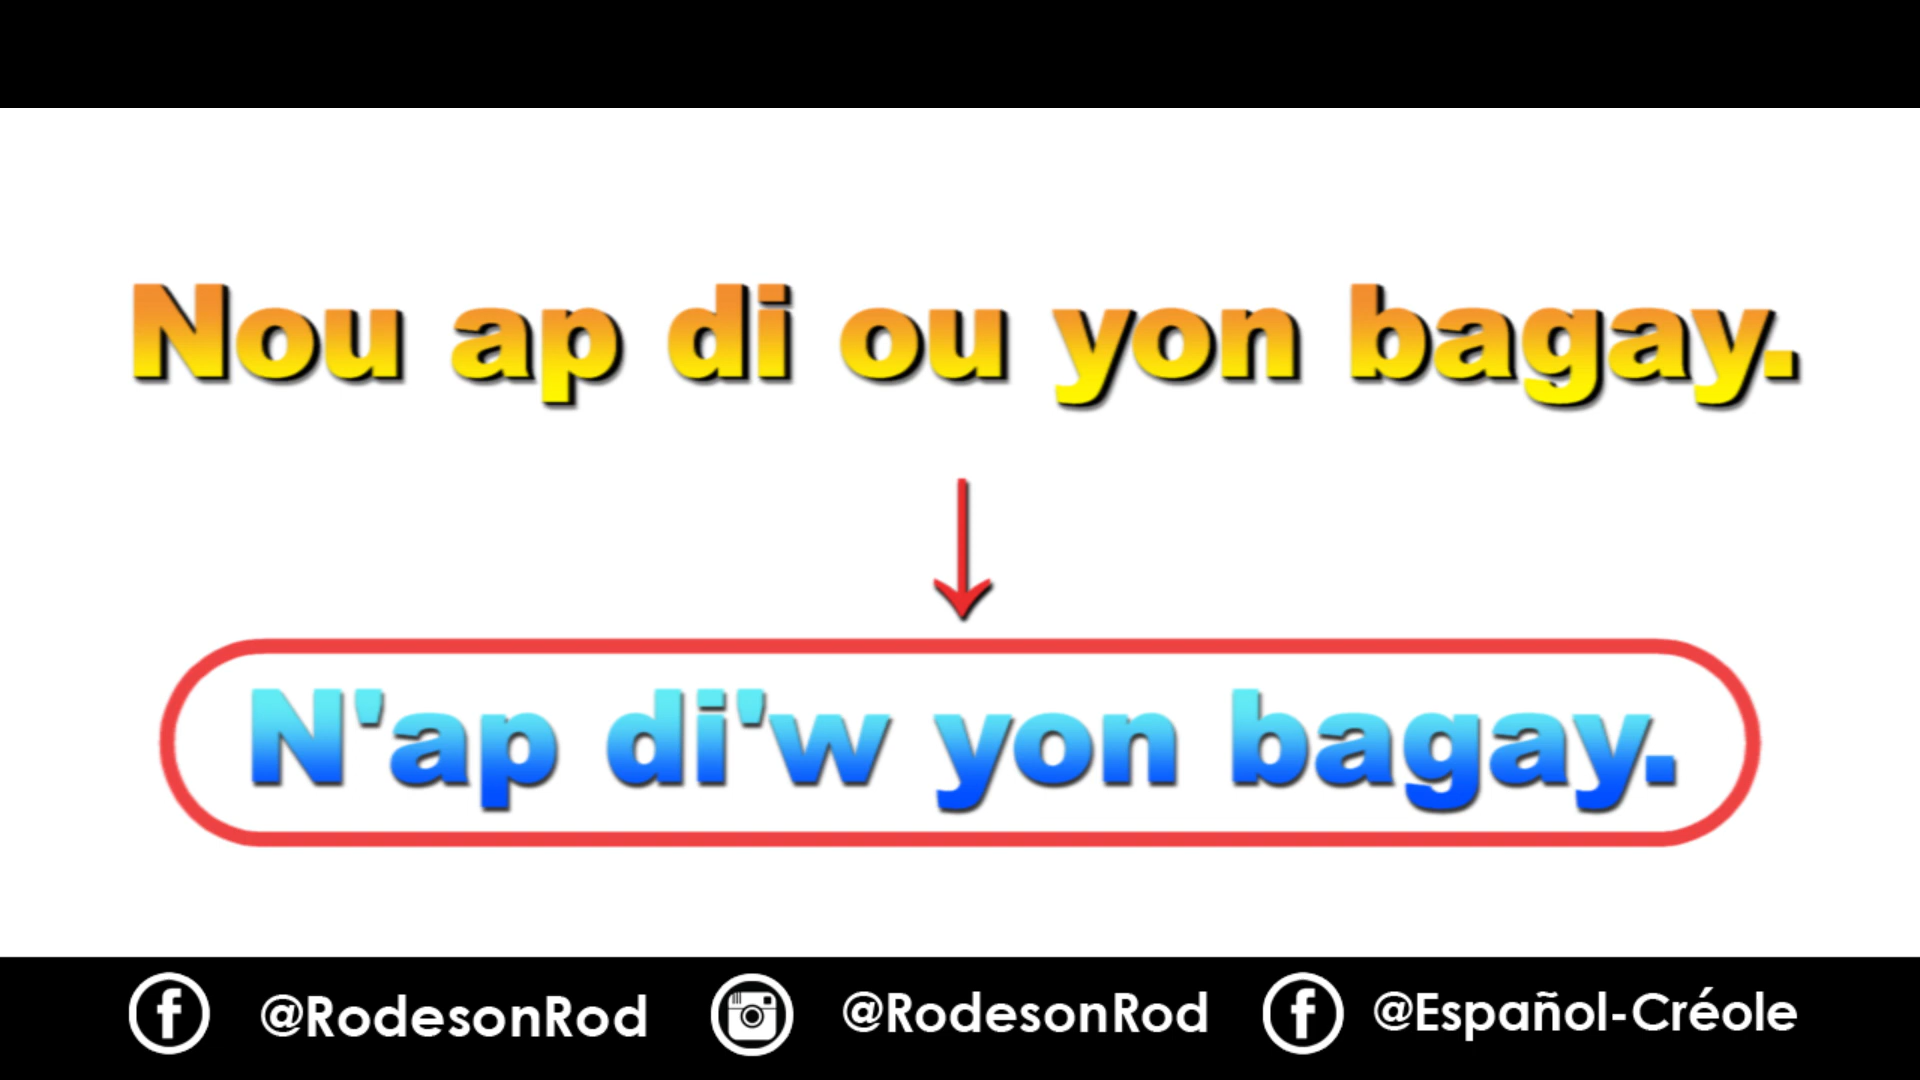 Nou ap di ou yon bagay.
N'ap di'w yon bagay.
@RodesonRod @RodesonRod @Español-Créole